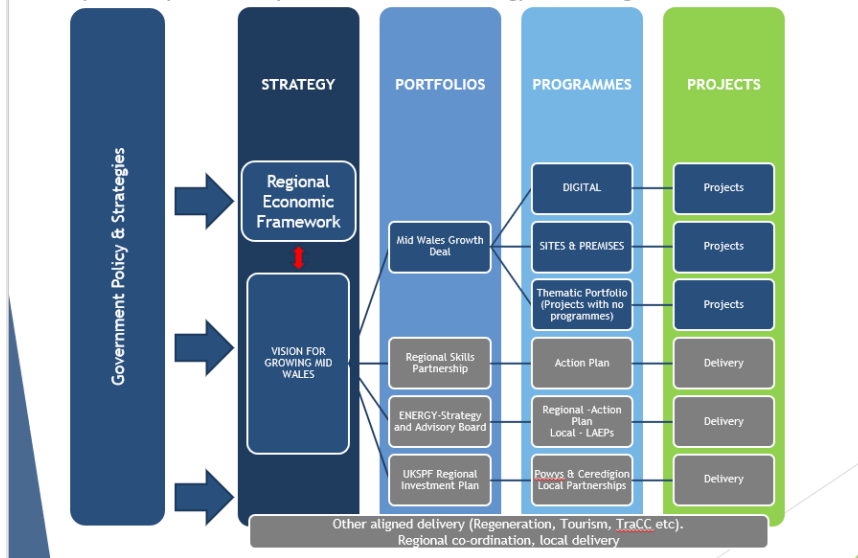 Government Policy & Strategies
STRATEGY
PORTFOLIOS
PROGRAMMES
PROJECTS
Regional
Economic
Framework
VISION FOR
GROWING MID
WALES
Mid Wales Growth
Deal
DIGITAL
Projects
SITES & PREMISES
Projects
Thematic Portfolio
(Projects with no
programmes)
Projects
Regional Skills
Partnership
Action Plan
Delivery
ENERGY-Strategy
and Advisory Board
Regional -Action
Plan
Local - LAEPs
Delivery
UKSPF Regional
Investment Plan
Powys & Ceredigion
Local Partnerships
Delivery
Other aligned delivery (Regeneration, Tourism, TraCC etc).
Regional co-ordination, local delivery